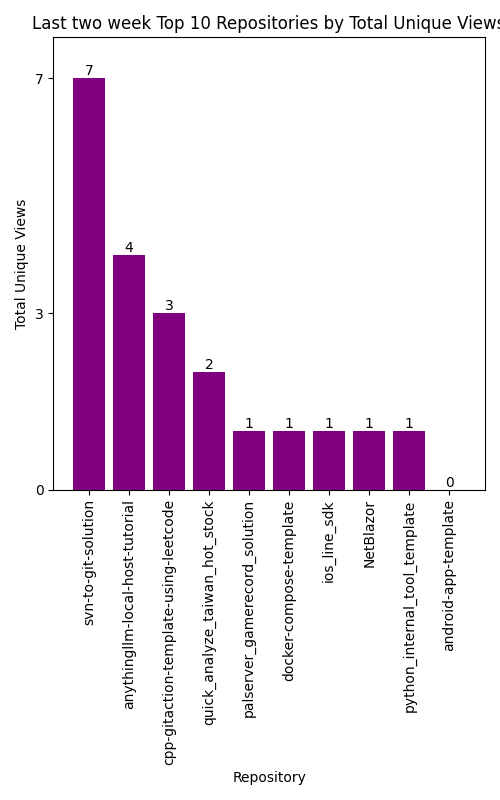 Last two week Top 10 Repositories by Total Unique Views
7
4
3
2
1
1
1
1
1
0
7
3
0
Total Unique Views
svn-to-git-solution
anythingllm-local-host-tutorial
cpp-gitaction-template-using-leetcode
quick_analyze_taiwan_hot_stock
palserver_gamerecord_solution
docker-compose-template
ios_line_sdk
NetBlazor
python_internal_tool_template
android-app-template
Repository